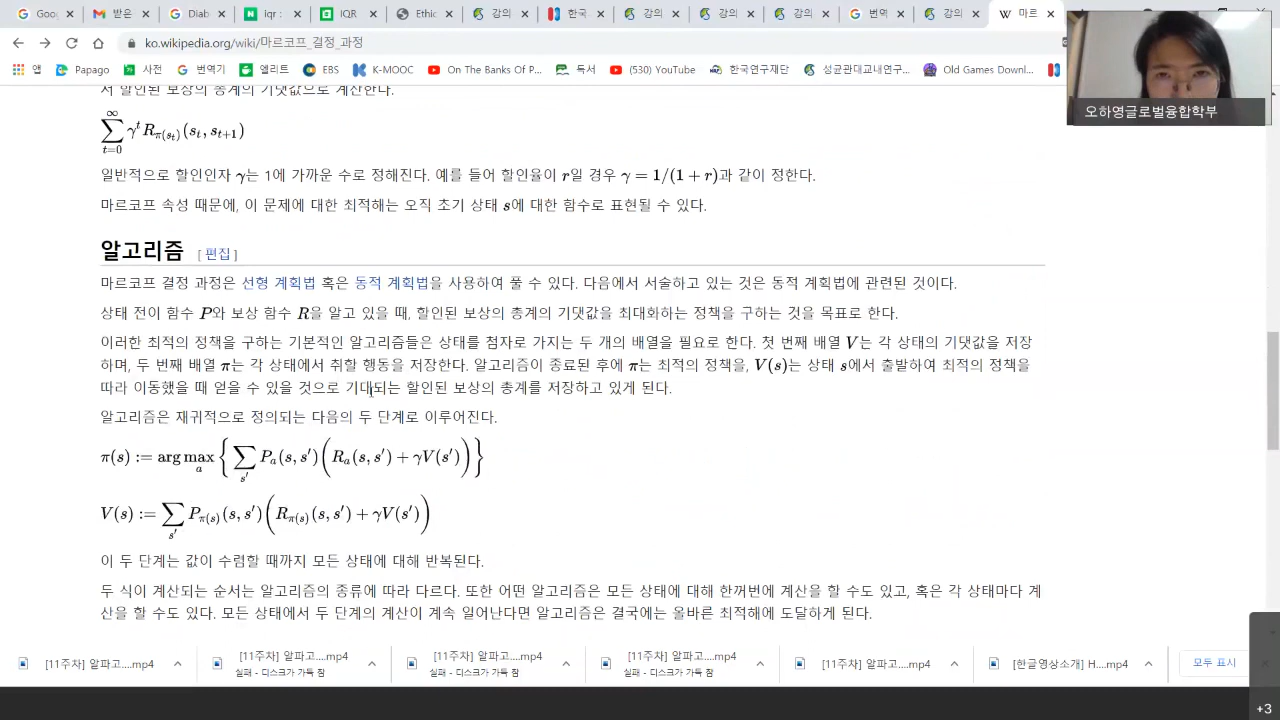 Goo
받은
Diab
iqr :
IQR
Ethic
강의
한국
강의
강의
강의
번역
강의
마르
ko.wikipedia.org/wiki/마르코프_결정_과정
앱 Papago 사전 번역기 엘리트 EBS K-MOOC On The Banks Of P... 독서 (530) YouTube 한국연구재단 성균관대교내연구... Old Games Downl...
오하영글로벌융합학부
서 할인된 보상의 총계의 기댓값으로 계산한다.
∑_{t=0}^{∞} γ^t R_{π(s_t)}(s_t, s_{t+1})
일반적으로 할인인자 γ는 1에 가까운 수로 정해진다. 예를 들어 할인율이 r일 경우 γ = 1/(1 + r)과 같이 정한다.
마르코프 속성 때문에, 이 문제에 대한 최적해는 오직 초기 상태 s에 대한 함수로 표현될 수 있다.
알고리즘 [ 편집 ]
마르코프 결정 과정은 선형 계획법 혹은 동적 계획법을 사용하여 풀 수 있다. 다음에서 서술하고 있는 것은 동적 계획법에 관련된 것이다.
상태 전이 함수 P와 보상 함수 R을 알고 있을 때, 할인된 보상의 총계의 기댓값을 최대화하는 정책을 구하는 것을 목표로 한다.
이러한 최적의 정책을 구하는 기본적인 알고리즘들은 상태를 첨자로 가지는 두 개의 배열을 필요로 한다. 첫 번째 배열 V는 각 상태의 기댓값을 저장
하며, 두 번째 배열 π는 각 상태에서 취할 행동을 저장한다. 알고리즘이 종료된 후에 π는 최적의 정책을, V(s)는 상태 s에서 출발하여 최적의 정책을
따라 이동했을 때 얻을 수 있을 것으로 기대되는 할인된 보상의 총계를 저장하고 있게 된다.
알고리즘은 재귀적으로 정의되는 다음의 두 단계로 이루어진다.
π(s) := arg max_a { ∑_{s'} P_a(s, s') ( R_a(s, s') + γV(s') ) }
V(s) := ∑_{s'} P_{π(s)}(s, s') ( R_{π(s)}(s, s') + γV(s') )
이 두 단계는 값이 수렴할 때까지 모든 상태에 대해 반복된다.
두 식이 계산되는 순서는 알고리즘의 종류에 따라 다르다. 또한 어떤 알고리즘은 모든 상태에 대해 한꺼번에 계산을 할 수도 있고, 혹은 각 상태마다 계
산을 할 수도 있다. 모든 상태에서 두 단계의 계산이 계속 일어난다면 알고리즘은 결국에는 올바른 최적해에 도달하게 된다.
[11주차] 알파고....mp4
[11주차] 알파고....mp4
실패 - 디스크가 가득 참
[11주차] 알파고....mp4
실패 - 디스크가 가득 참
[11주차] 알파고....mp4
실패 - 디스크가 가득 참
[11주차] 알파고....mp4
[한글영상소개] H....mp4
모두 표시
+3